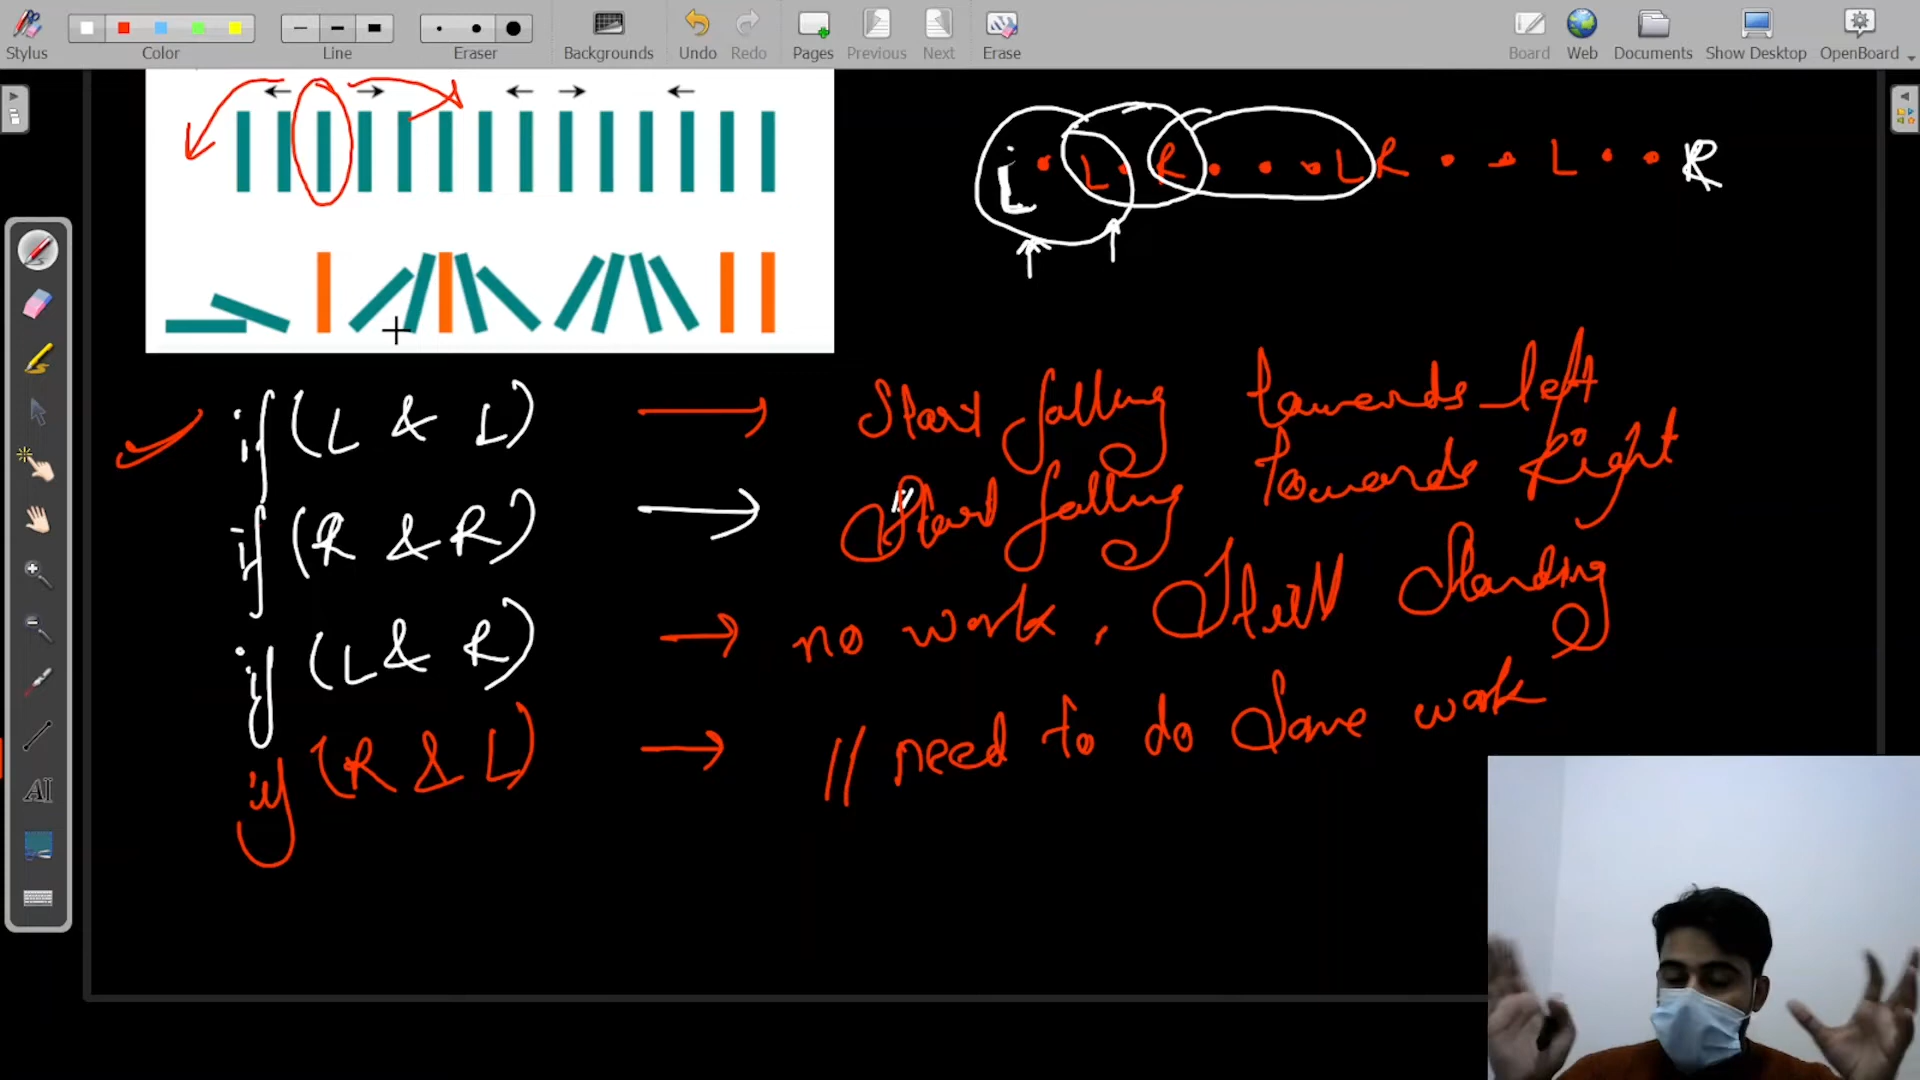 Stylus Color Line Eraser Backgrounds Undo Redo Pages Previous Next Erase Board Web Documents Show Desktop OpenBoard
L . L . R . . . L R . . L . . R
if (L & L) → Start falling towards left
if (R & R) → Start falling towards Right
if (L & R) → no work, Still Standing
if (R & L) → // need to do Some work
AI